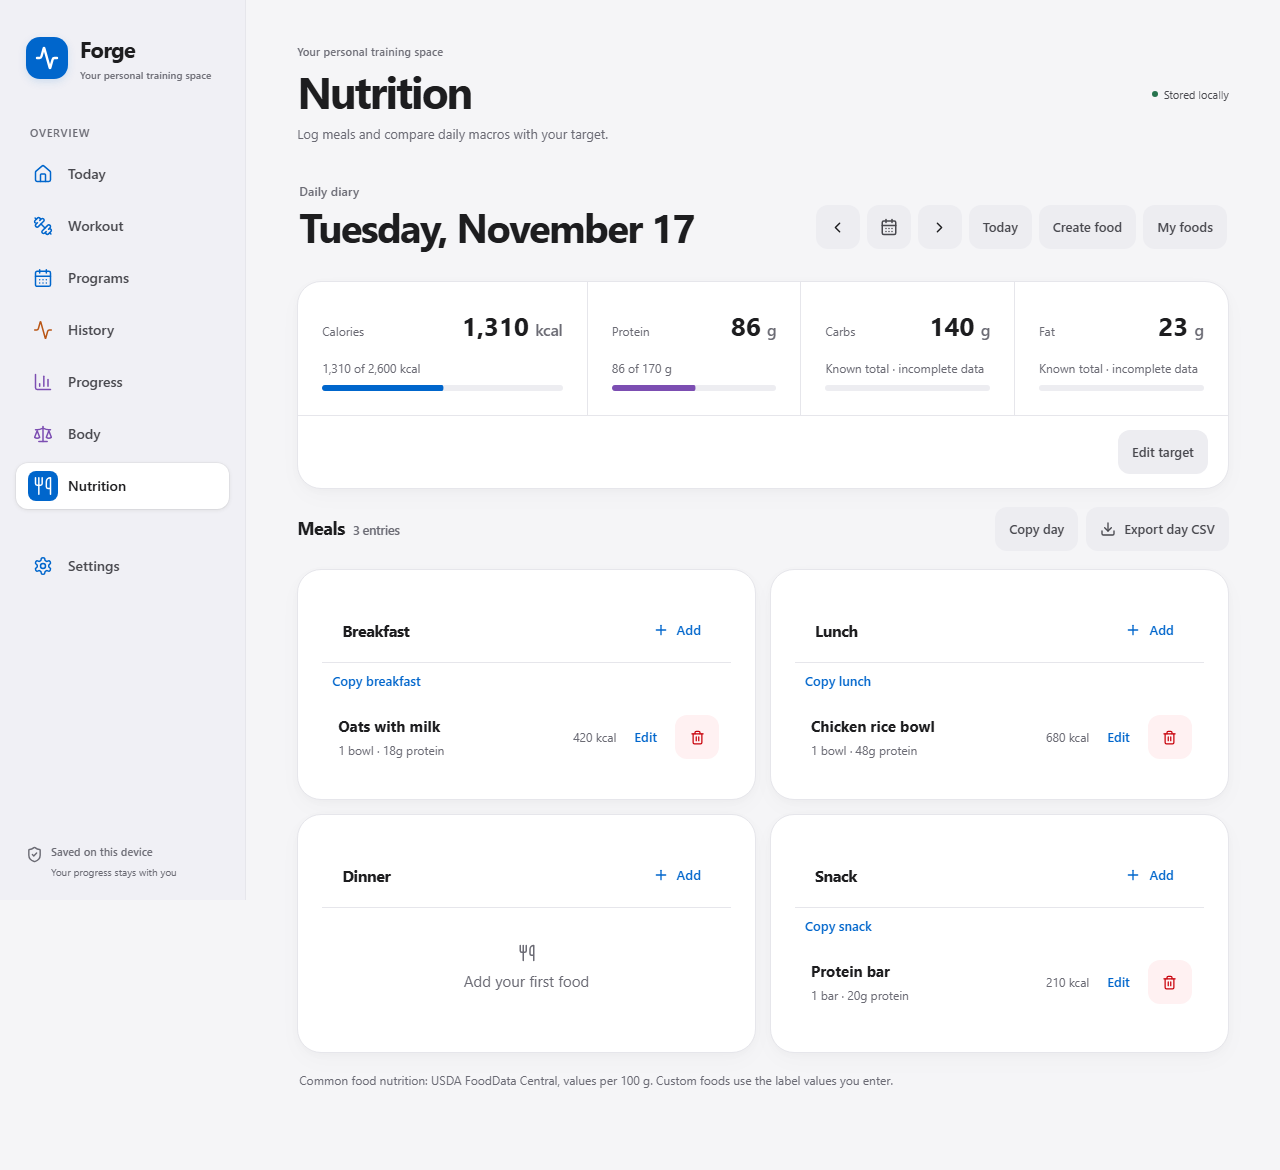 Forge
Your personal training space
OVERVIEW
Today
Workout
Programs
History
Progress
Body
Nutrition
Settings
Saved on this device
Your progress stays with you
Your personal training space
Nutrition
Log meals and compare daily macros with your target.
Stored locally
Daily diary
Tuesday, November 17
Today
Create food
My foods
Calories 1,310 kcal
1,310 of 2,600 kcal
Protein 86 g
86 of 170 g
Carbs 140 g
Known total · incomplete data
Fat 23 g
Known total · incomplete data
Edit target
Meals 3 entries
Copy day
Export day CSV
Breakfast
Add
Copy breakfast
Oats with milk
1 bowl · 18g protein
420 kcal
Edit
Lunch
Add
Copy lunch
Chicken rice bowl
1 bowl · 48g protein
680 kcal
Edit
Dinner
Add
Add your first food
Snack
Add
Copy snack
Protein bar
1 bar · 20g protein
210 kcal
Edit
Common food nutrition: USDA FoodData Central, values per 100 g. Custom foods use the label values you enter.